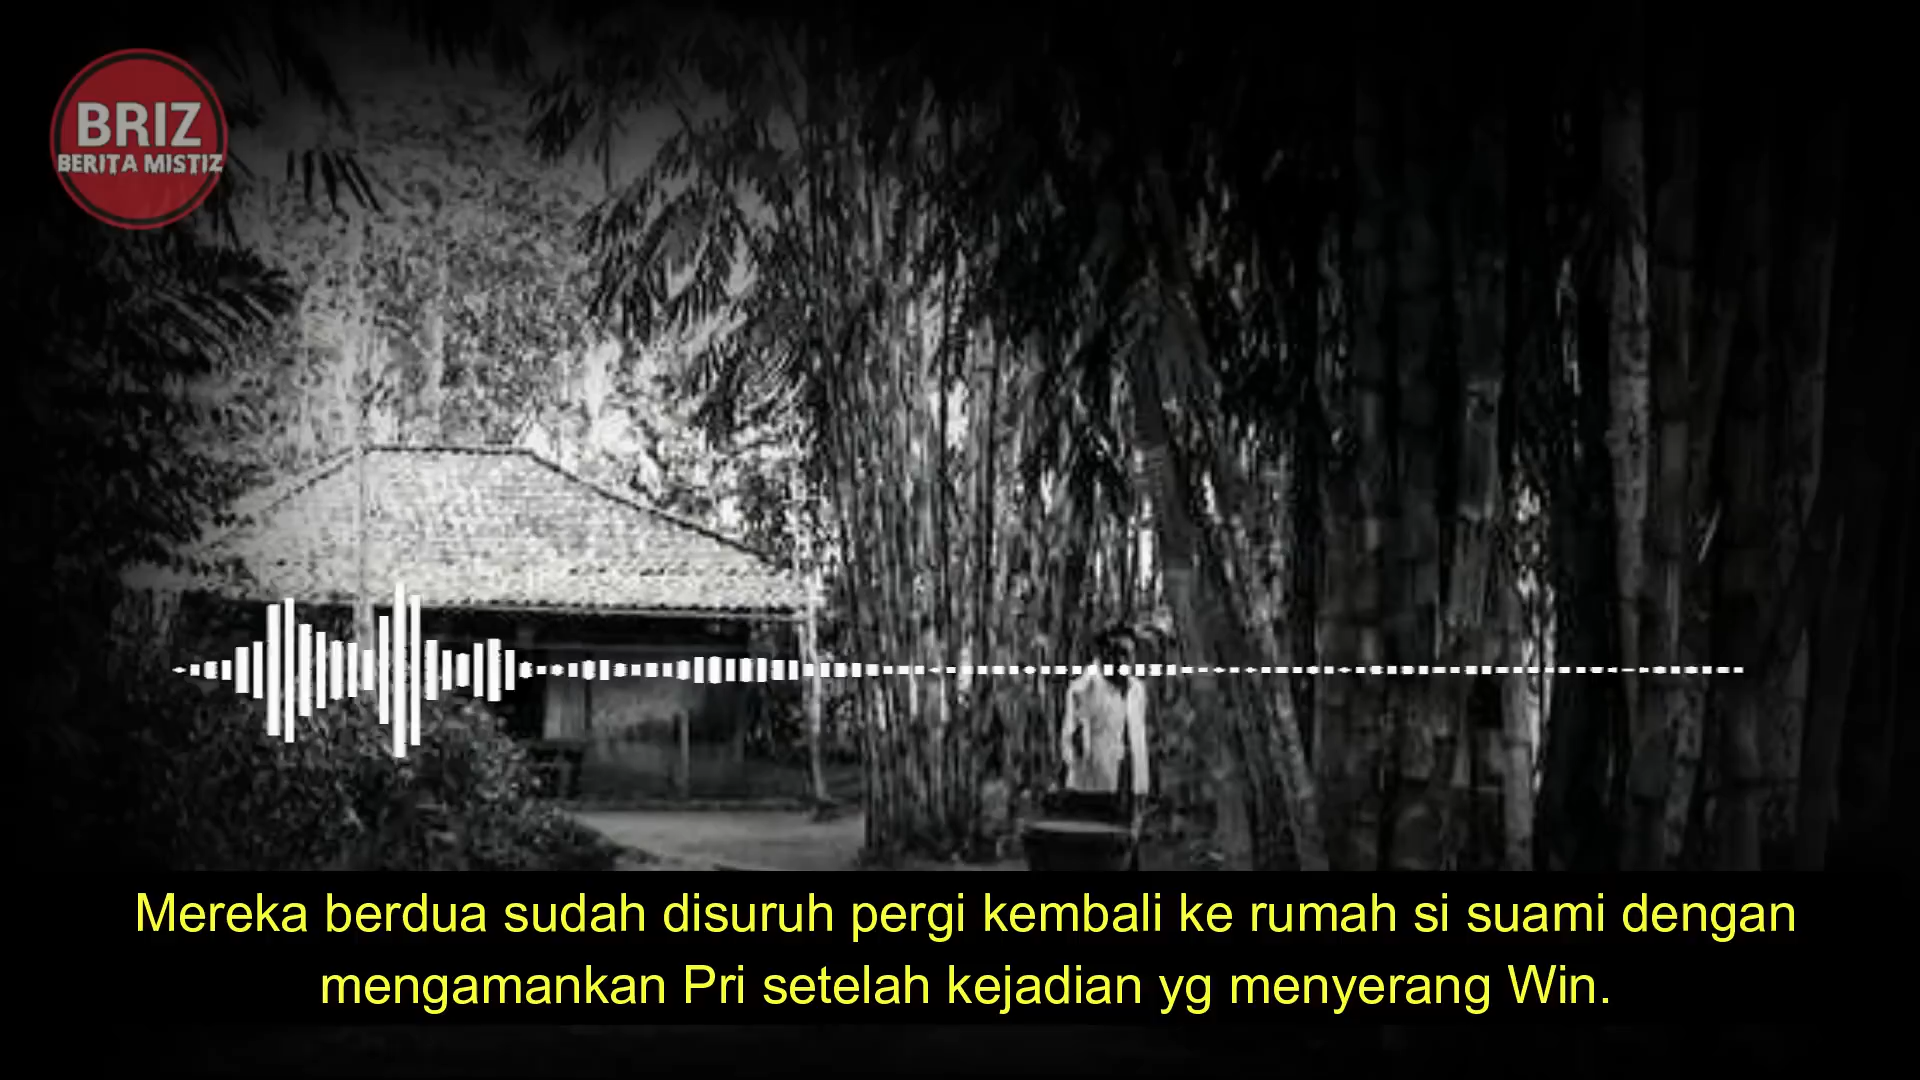 BRIZ
BERITA MISTIZ
Mereka berdua sudah disuruh pergi kembali ke rumah si suami dengan
mengamankan Pri setelah kejadian yg menyerang Win.